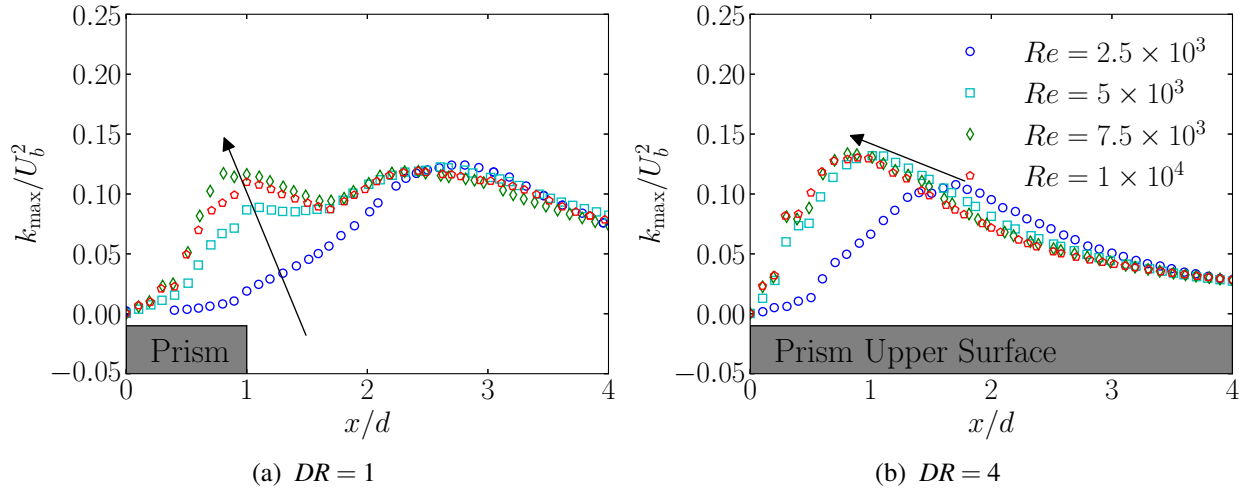 0.25
0.20
0.15
0.10
0.05
0.00
−0.05
k_max/U_b^2
Prism
0 1 2 3 4
x/d
(a) DR = 1
0.25
0.20
0.15
0.10
0.05
0.00
−0.05
k_max/U_b^2
Re = 2.5 × 10^3
Re = 5 × 10^3
Re = 7.5 × 10^3
Re = 1 × 10^4
Prism Upper Surface
0 1 2 3 4
x/d
(b) DR = 4